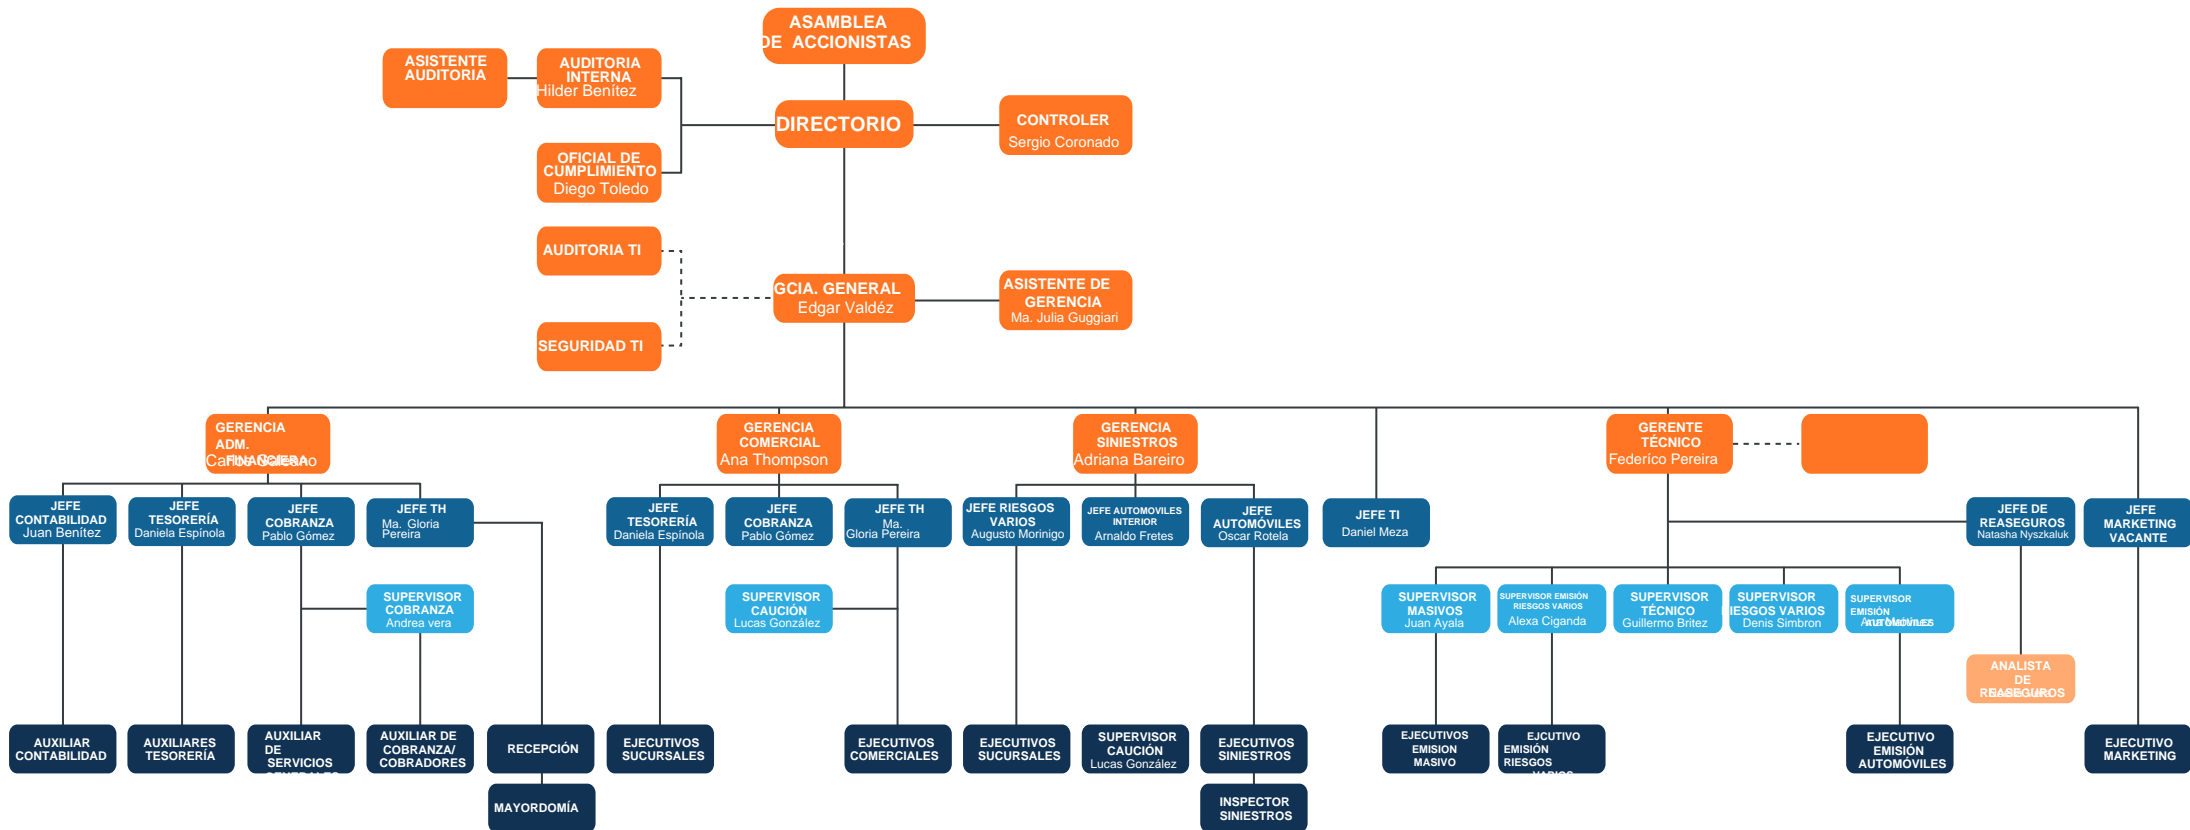 ASAMBLEA
DE ACCIONISTAS
ASISTENTE
AUDITORIA
AUDITORIA
INTERNA
Hilder Benítez
DIRECTORIO
CONTROLER
Sergio Coronado
OFICIAL DE
CUMPLIMIENTO
Diego Toledo
AUDITORIA TI
GCIA. GENERAL
Edgar Valdéz
ASISTENTE DE
GERENCIA
Ma. Julia Guggiari
SEGURIDAD TI
GERENCIA
ADM.
FINANCIERA
Carlos Galeano
GERENCIA
COMERCIAL
Ana Thompson
GERENCIA
SINIESTROS
Adriana Bareiro
GERENTE
TÉCNICO
Federíco Pereira
JEFE
CONTABILIDAD
Juan Benítez
JEFE
TESORERÍA
Daniela Espínola
JEFE
COBRANZA
Pablo Gómez
JEFE TH
Ma. Gloria
Pereira
JEFE
TESORERÍA
Daniela Espínola
JEFE
COBRANZA
Pablo Gómez
JEFE TH
Ma.
Gloria Pereira
JEFE RIESGOS
VARIOS
Augusto Morinigo
JEFE AUTOMOVILES
INTERIOR
Arnaldo Fretes
JEFE
AUTOMÓVILES
Oscar Rotela
JEFE TI
Daniel Meza
JEFE DE
REASEGUROS
Natasha Nyszkaluk
JEFE
MARKETING
VACANTE
SUPERVISOR
COBRANZA
Andrea vera
SUPERVISOR
CAUCIÓN
Lucas González
SUPERVISOR
MASIVOS
Juan Ayala
SUPERVISOR EMISIÓN
RIESGOS VARIOS
Alexa Ciganda
SUPERVISOR
TÉCNICO
Guillermo Britez
SUPERVISOR
RIESGOS VARIOS
Denis Simbron
SUPERVISOR
EMISIÓN
AUTOMÓVILES
ANALISTA
DE
REASEGUROS
AUXILIAR
CONTABILIDAD
AUXILIARES
TESORERÍA
AUXILIAR
DE
SERVICIOS
GENERALES
AUXILIAR DE
COBRANZA/
COBRADORES
RECEPCIÓN
EJECUTIVOS
SUCURSALES
EJECUTIVOS
COMERCIALES
EJECUTIVOS
SUCURSALES
SUPERVISOR
CAUCIÓN
Lucas González
EJECUTIVOS
SINIESTROS
EJECUTIVOS
EMISION
MASIVO
EJCUTIVO
EMISIÓN
RIESGOS
VARIOS
EJECUTIVO
EMISIÓN
AUTOMÓVILES
EJECUTIVO
MARKETING
MAYORDOMÍA
INSPECTOR
SINIESTROS